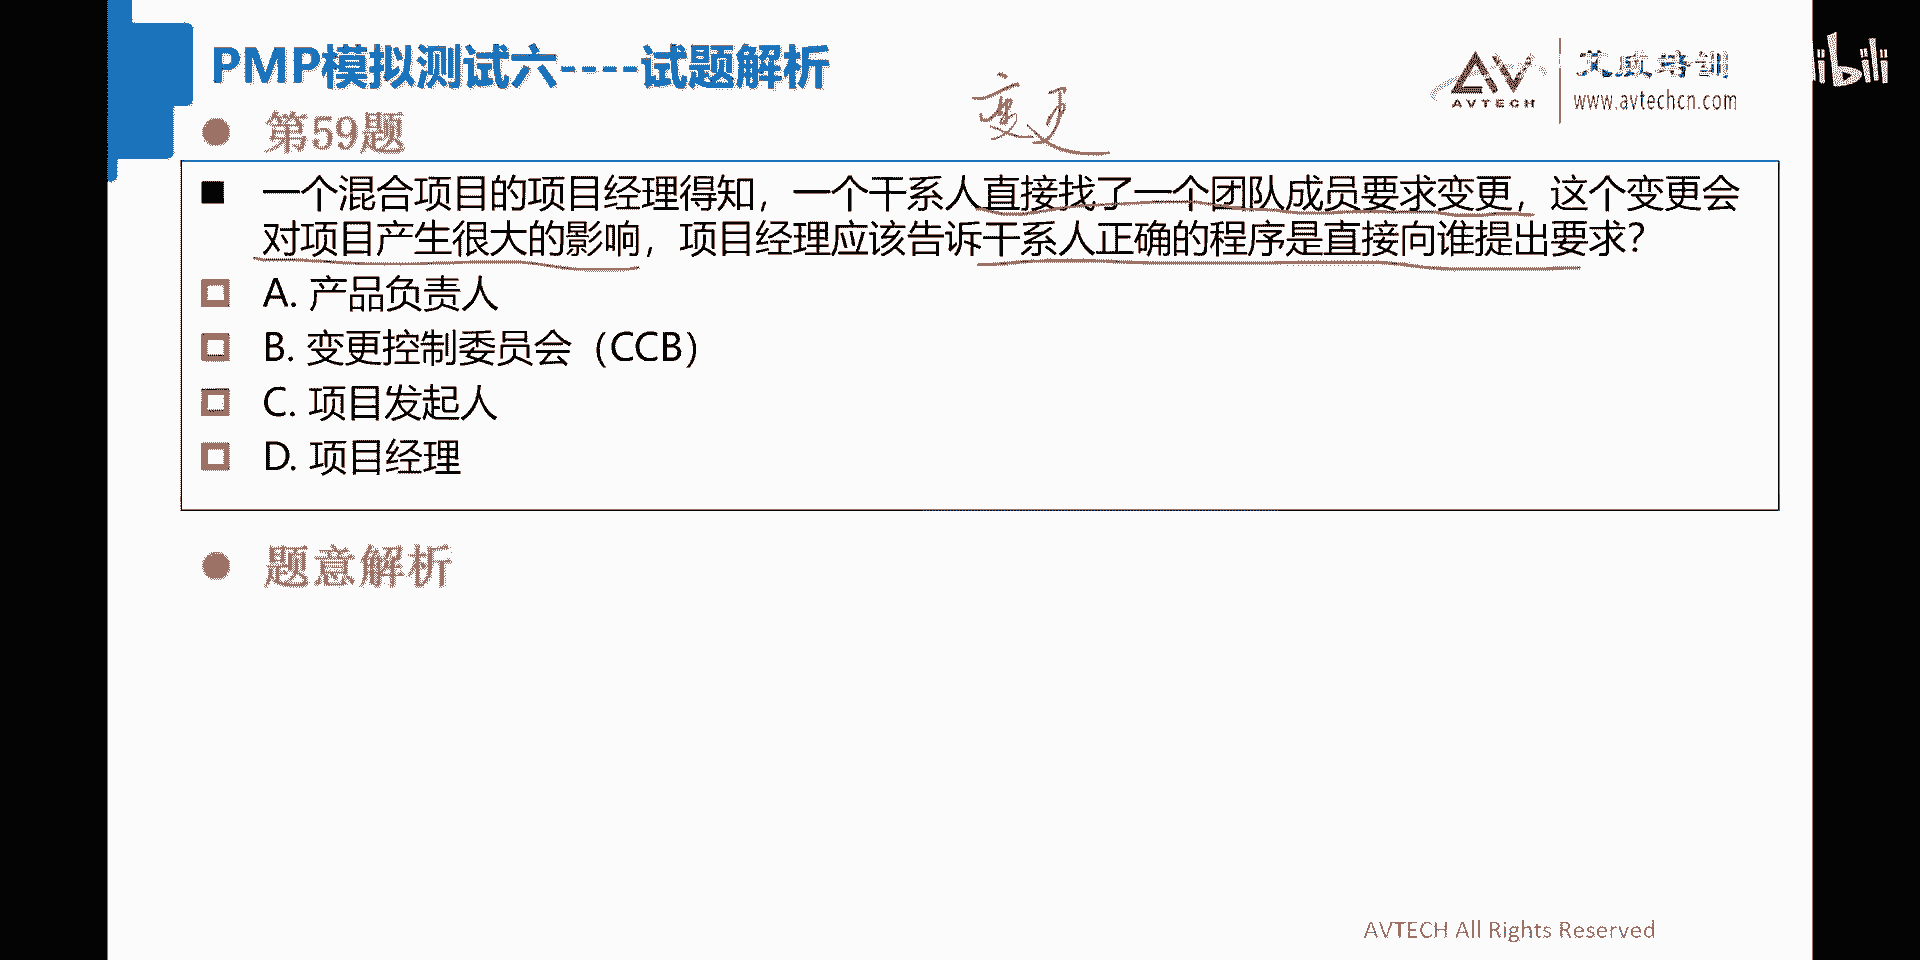 PMP模拟测试六----试题解析
变更
AVTECH
艾威培训
www.avtechcn.com
bilibili
第59题
一个混合项目的项目经理得知，一个干系人直接找了一个团队成员要求变更，这个变更会
对项目产生很大的影响，项目经理应该告诉干系人正确的程序是直接向谁提出要求？
A. 产品负责人
B. 变更控制委员会（CCB）
C. 项目发起人
D. 项目经理
题意解析
AVTECH All Rights Reserved